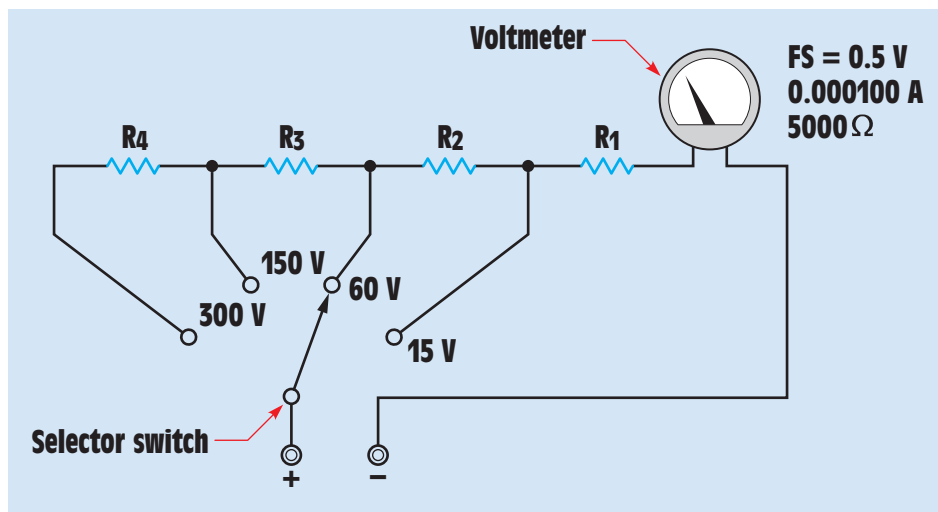 Voltmeter
FS = 0.5 V
0.000100 A
5000 Ω
R4
R3
R2
R1
150 V
60 V
300 V
15 V
Selector switch
+
−